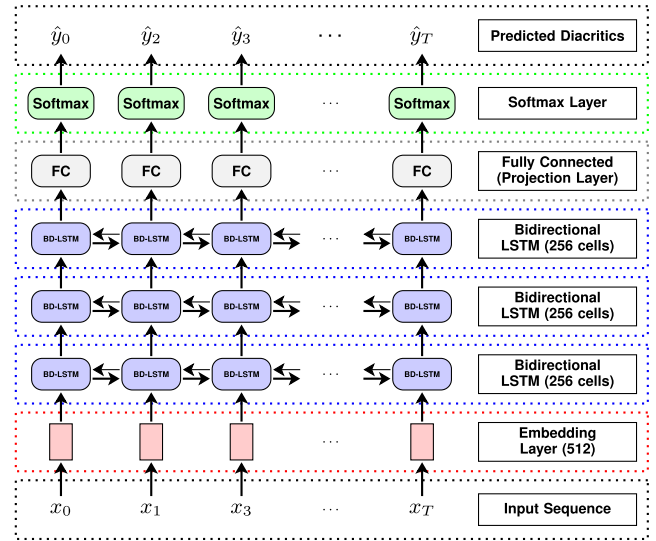 ŷ₀ ŷ₂ ŷ₃ ... ŷ_T Predicted Diacritics
Softmax Softmax Softmax ... Softmax Softmax Layer
FC FC FC ... FC Fully Connected
(Projection Layer)
BD-LSTM BD-LSTM BD-LSTM ... BD-LSTM Bidirectional
LSTM (256 cells)
BD-LSTM BD-LSTM BD-LSTM ... BD-LSTM Bidirectional
LSTM (256 cells)
BD-LSTM BD-LSTM BD-LSTM ... BD-LSTM Bidirectional
LSTM (256 cells)
... Embedding
Layer (512)
x₀ x₁ x₃ ... x_T Input Sequence